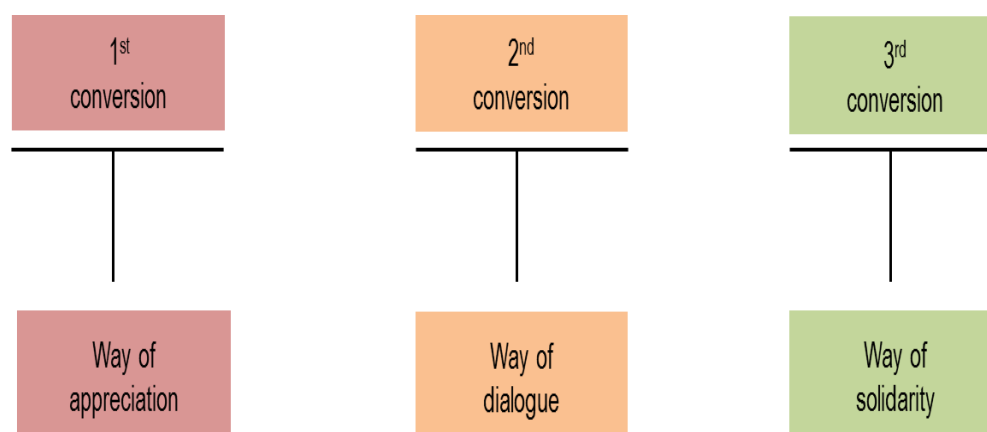 1st
conversion
2nd
conversion
3rd
conversion
Way of
appreciation
Way of
dialogue
Way of
solidarity